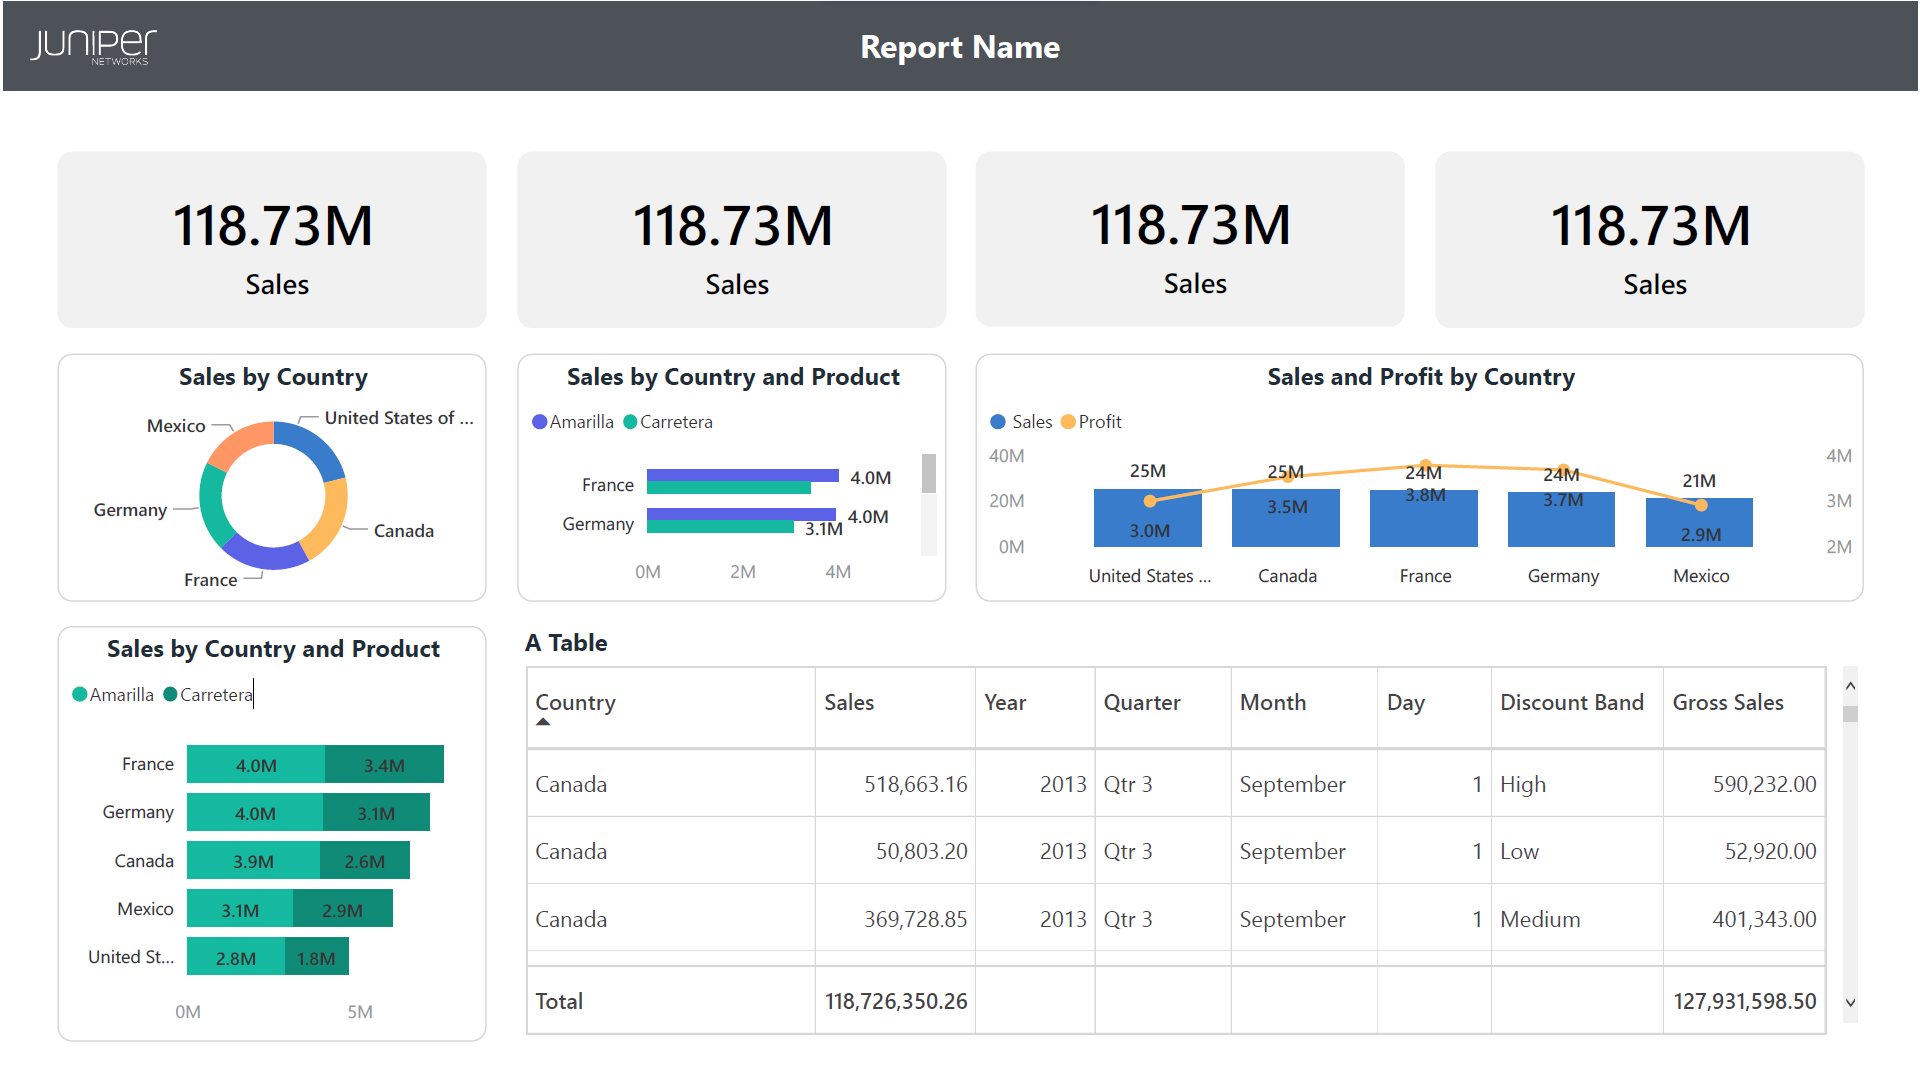 JUNIPer
NETWORKS
Report Name
118.73M
Sales
118.73M
Sales
118.73M
Sales
118.73M
Sales
Sales by Country
United States of ...
Mexico
Germany
Canada
France
Sales by Country and Product
Amarilla Carretera
France 4.0M
Germany 4.0M
3.1M
0M 2M 4M
Sales and Profit by Country
Sales Profit
40M 4M
20M 3M
0M 2M
25M 25M 24M 24M 21M
3.0M 3.5M 3.8M 3.7M 2.9M
United States ... Canada France Germany Mexico
Sales by Country and Product
Amarilla Carretera
France 4.0M 3.4M
Germany 4.0M 3.1M
Canada 3.9M 2.6M
Mexico 3.1M 2.9M
United St... 2.8M 1.8M
0M 5M
A Table
Country Sales Year Quarter Month Day Discount Band Gross Sales
Canada 518,663.16 2013 Qtr 3 September 1 High 590,232.00
Canada 50,803.20 2013 Qtr 3 September 1 Low 52,920.00
Canada 369,728.85 2013 Qtr 3 September 1 Medium 401,343.00
Total 118,726,350.26 127,931,598.50